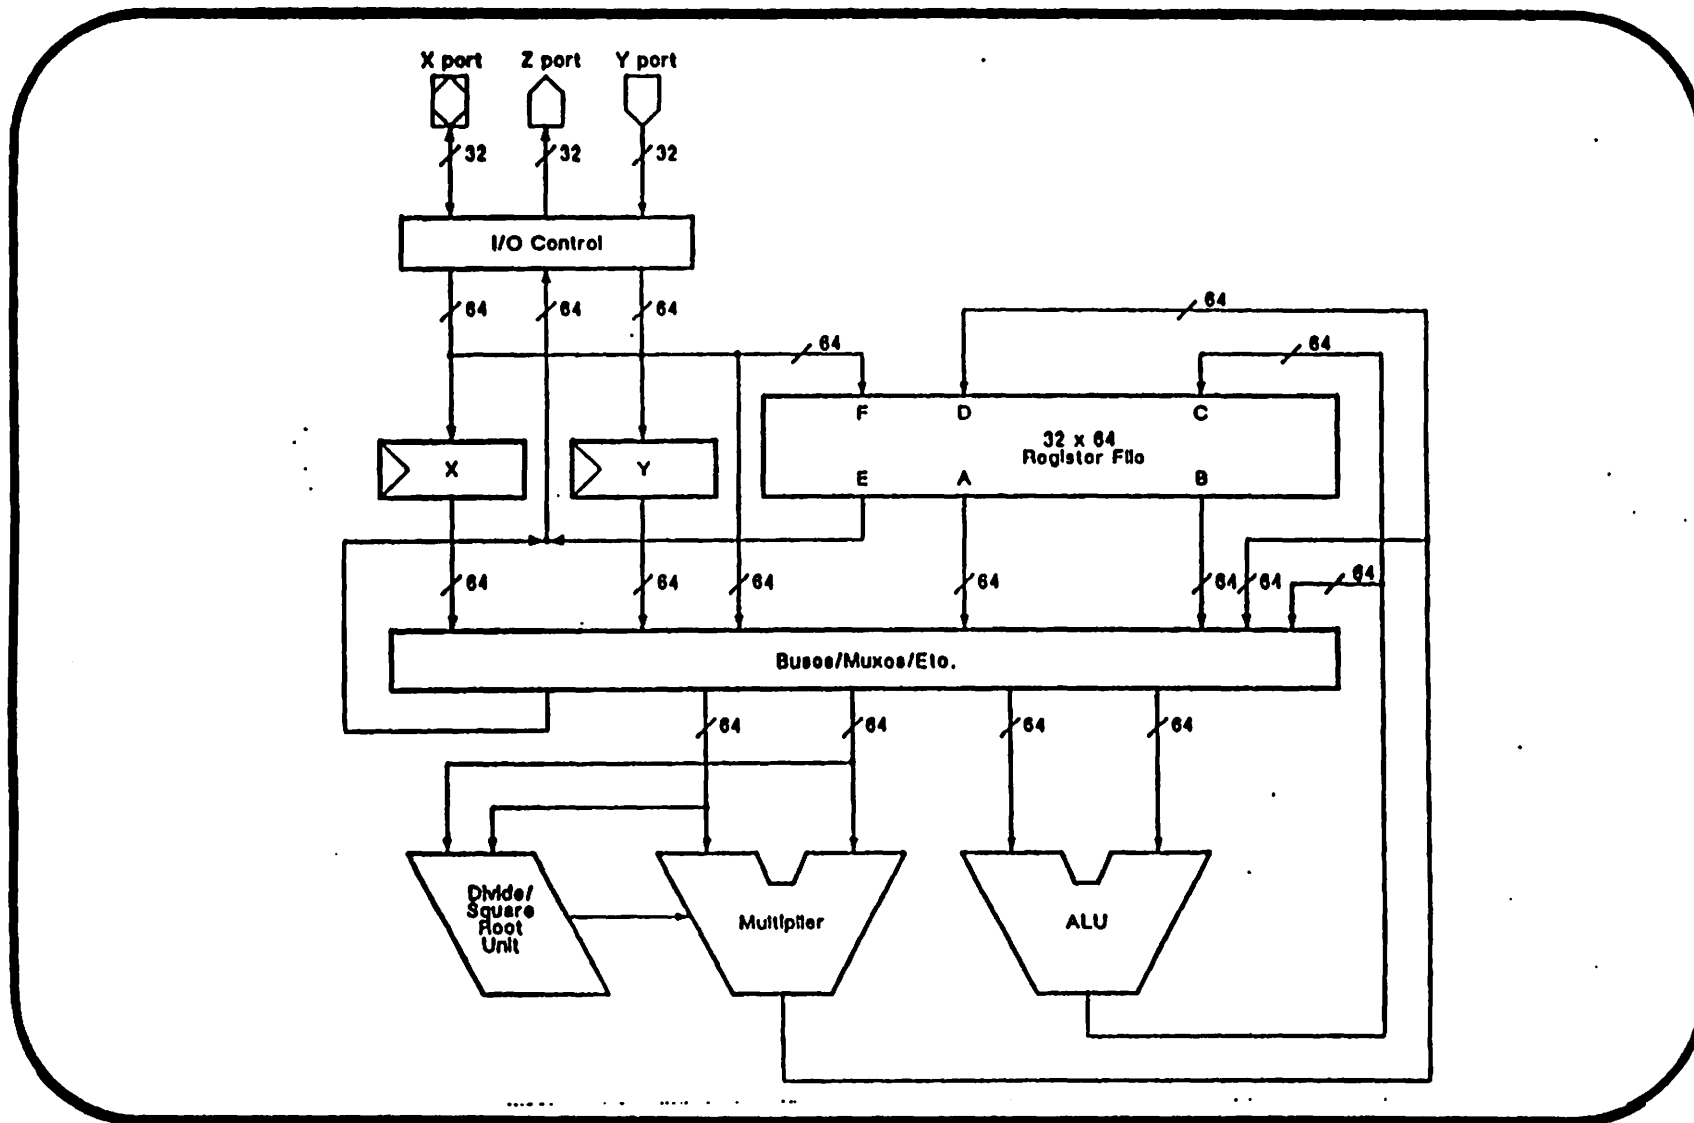 X port Z port Y port
32 32 32
I/O Control
64 64 64
64
64
64
F D C
32 x 64
Register File
E A B
X
Y
64 64 64 64 64 64 64
Buses/Muxes/Etc.
64 64 64 64
Divide/
Square
Root
Unit
Multiplier
ALU